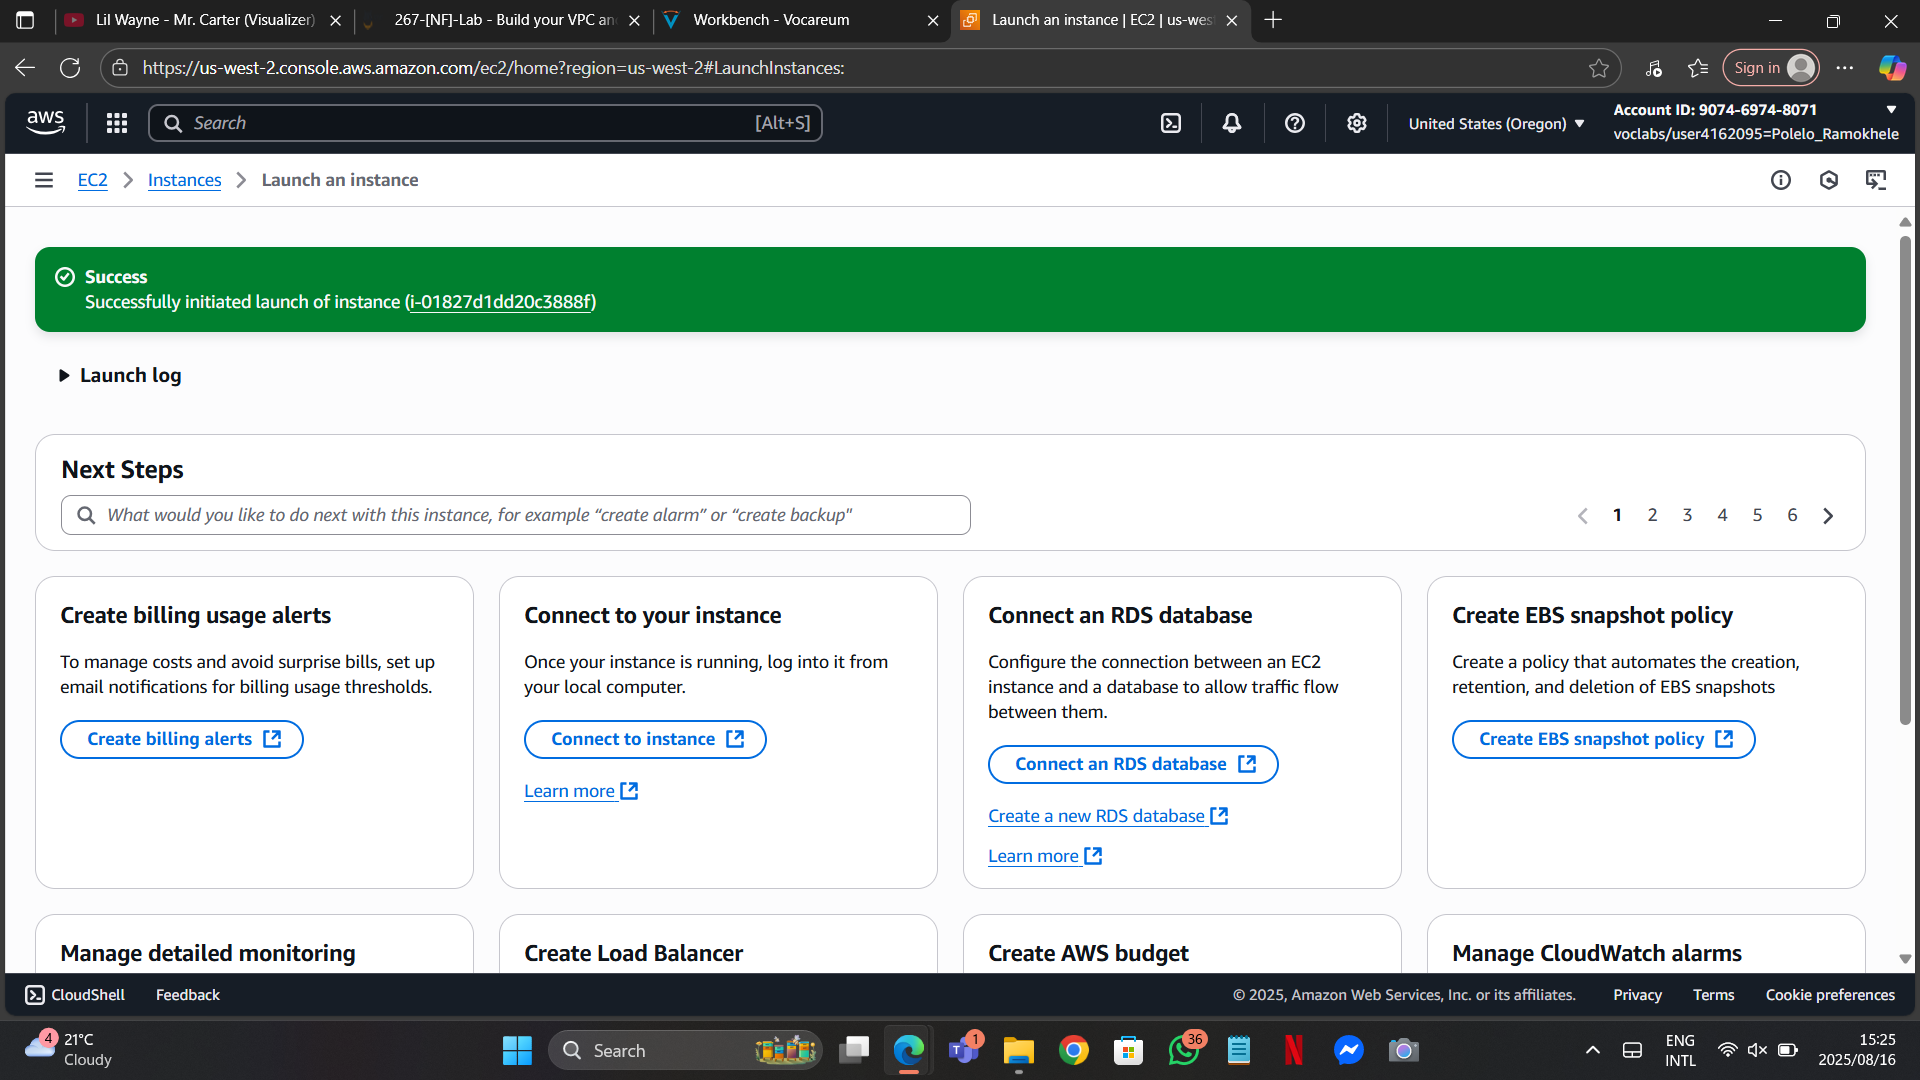 Lil Wayne - Mr. Carter (Visualizer)
267-[NF]-Lab - Build your VPC an
Workbench - Vocareum
Launch an instance | EC2 | us-wes
https://us-west-2.console.aws.amazon.com/ec2/home?region=us-west-2#LaunchInstances:
Sign in
aws
Search
[Alt+S]
United States (Oregon)
Account ID: 9074-6974-8071
voclabs/user4162095=Polelo_Ramokhele
EC2
Instances
Launch an instance
Success
Successfully initiated launch of instance (i-01827d1dd20c3888f)
Launch log
Next Steps
What would you like to do next with this instance, for example “create alarm” or “create backup"
1 2 3 4 5 6
Create billing usage alerts
To manage costs and avoid surprise bills, set up
email notifications for billing usage thresholds.
Create billing alerts
Connect to your instance
Once your instance is running, log into it from
your local computer.
Connect to instance
Learn more
Connect an RDS database
Configure the connection between an EC2
instance and a database to allow traffic flow
between them.
Connect an RDS database
Create a new RDS database
Learn more
Create EBS snapshot policy
Create a policy that automates the creation,
retention, and deletion of EBS snapshots
Create EBS snapshot policy
Manage detailed monitoring
Create Load Balancer
Create AWS budget
Manage CloudWatch alarms
CloudShell
Feedback
© 2025, Amazon Web Services, Inc. or its affiliates.
Privacy
Terms
Cookie preferences
4
21°C
Cloudy
Search
1
36
ENG
INTL
15:25
2025/08/16